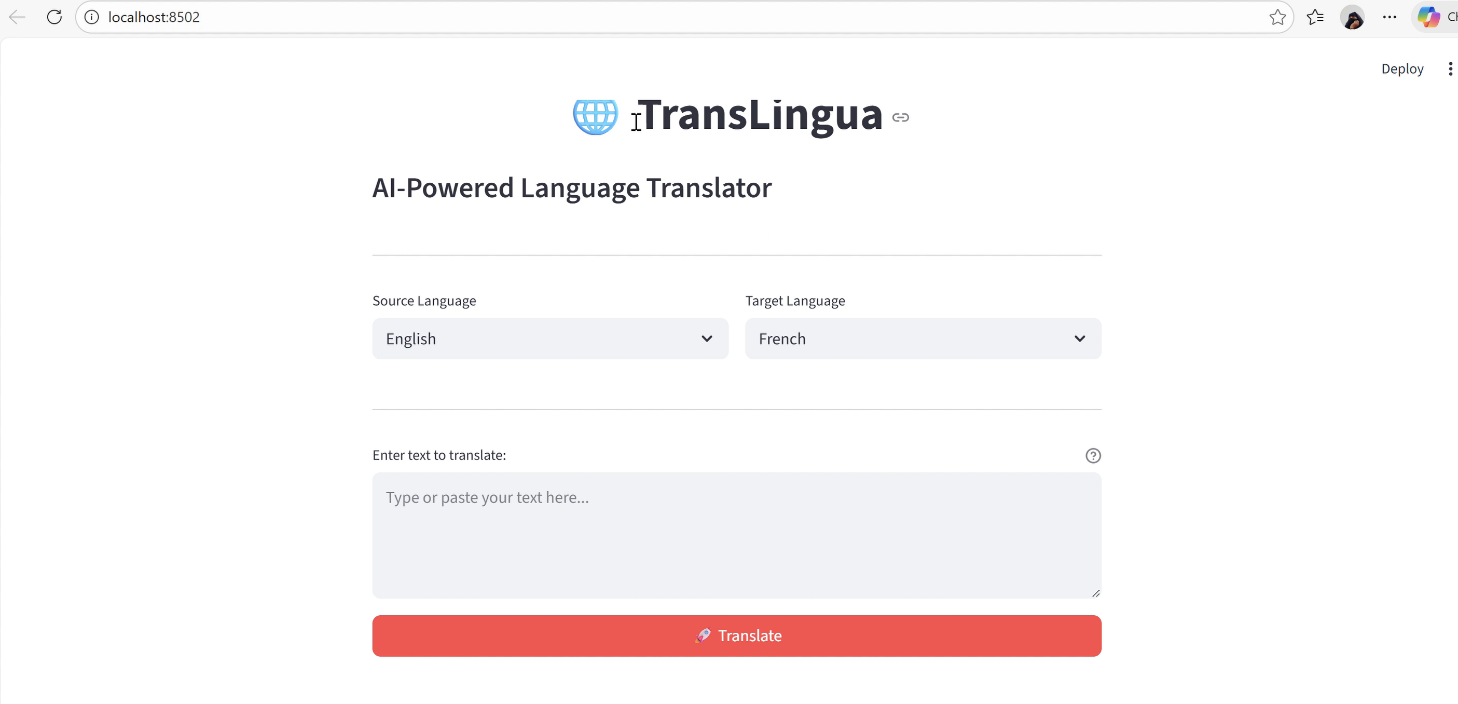 localhost:8502
Deploy
TransLingua
AI-Powered Language Translator
Source Language
Target Language
English
French
Enter text to translate:
Type or paste your text here...
Translate